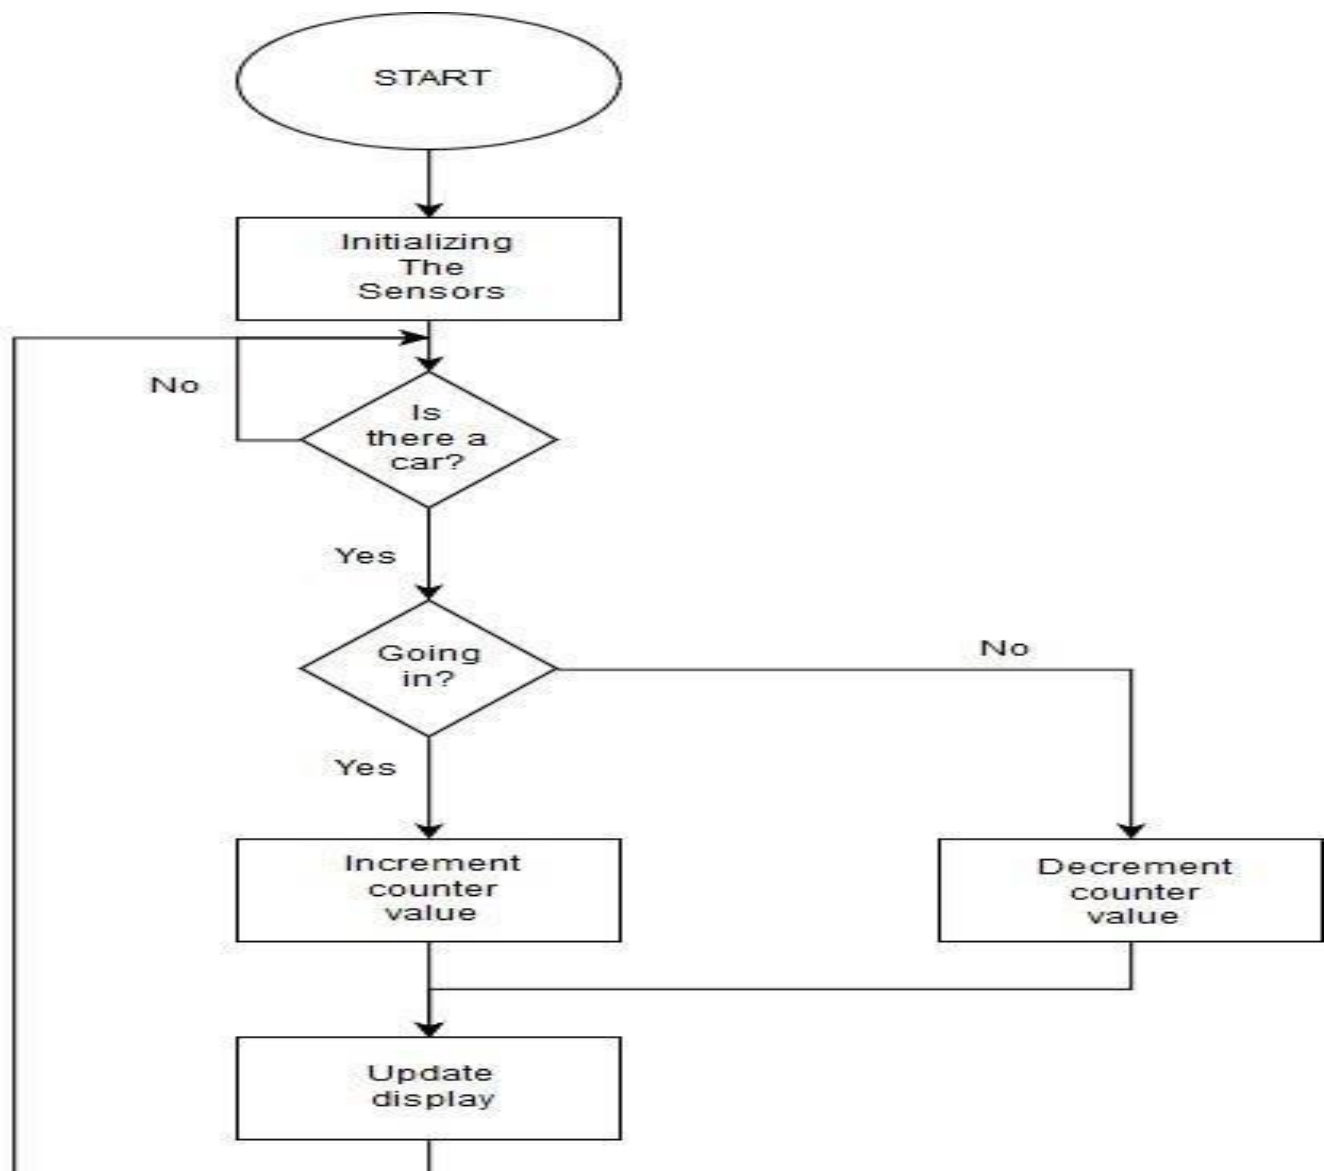 START
Initializing
The
Sensors
No
Is
there a
car?
Yes
Going
in?
No
Yes
Increment
counter
value
Decrement
counter
value
Update
display